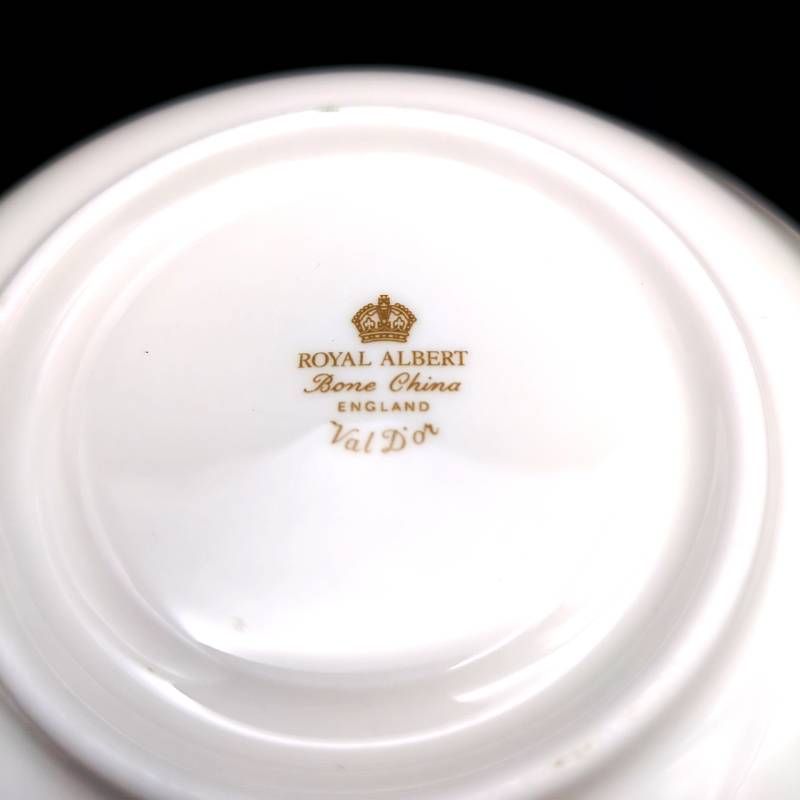 ROYAL ALBERT
Bone China
ENGLAND
Val D'or